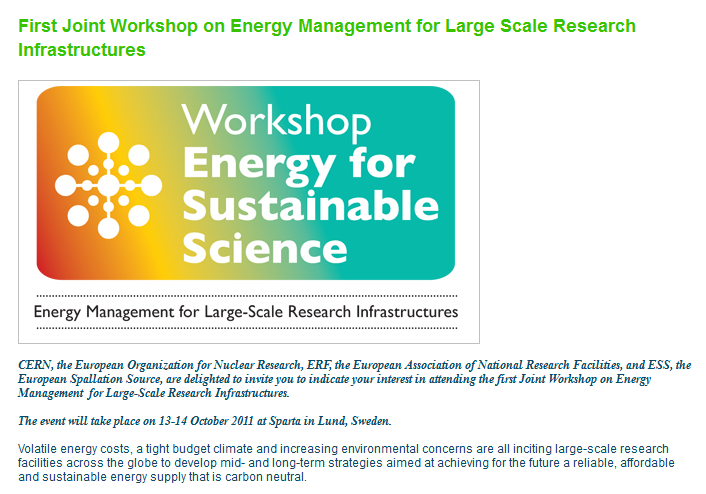 First Joint Workshop on Energy Management for Large Scale Research
Infrastructures
Workshop
Energy for
Sustainable
Science
Energy Management for Large-Scale Research Infrastructures
CERN, the European Organization for Nuclear Research, ERF, the European Association of National Research Facilities, and ESS, the
European Spallation Source, are delighted to invite you to indicate your interest in attending the first Joint Workshop on Energy
Management for Large-Scale Research Infrastructures.
The event will take place on 13-14 October 2011 at Sparta in Lund, Sweden.
Volatile energy costs, a tight budget climate and increasing environmental concerns are all inciting large-scale research
facilities across the globe to develop mid- and long-term strategies aimed at achieving for the future a reliable, affordable
and sustainable energy supply that is carbon neutral.